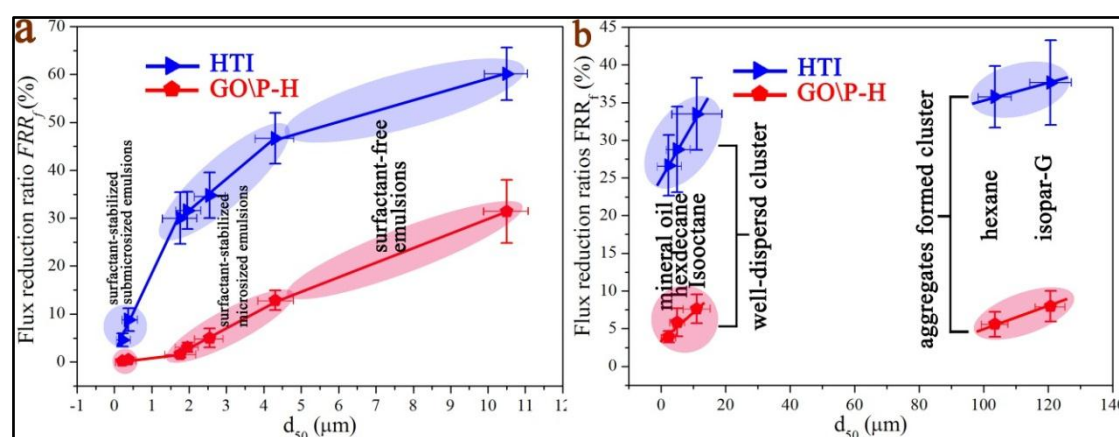 a
Flux reduction ratio FRRf (%)
70
60
50
40
30
20
10
0
HTI
GO\P-H
surfactant-stabilized
submicrosized emulsions
surfactant-stabilized
microsized emulsions
surfactant-free
emulsions
-1 0 1 2 3 4 5 6 7 8 9 10 11 12
d50 (μm)
b
Flux reduction ratios FRRf (%)
45
40
35
30
25
20
15
10
5
0
HTI
GO\P-H
mineral oil
hexdecane
Isooctane
well-dispersd cluster
aggregates formed cluster
hexane
isopar-G
0 20 40 60 80 100 120 140
d50 (μm)